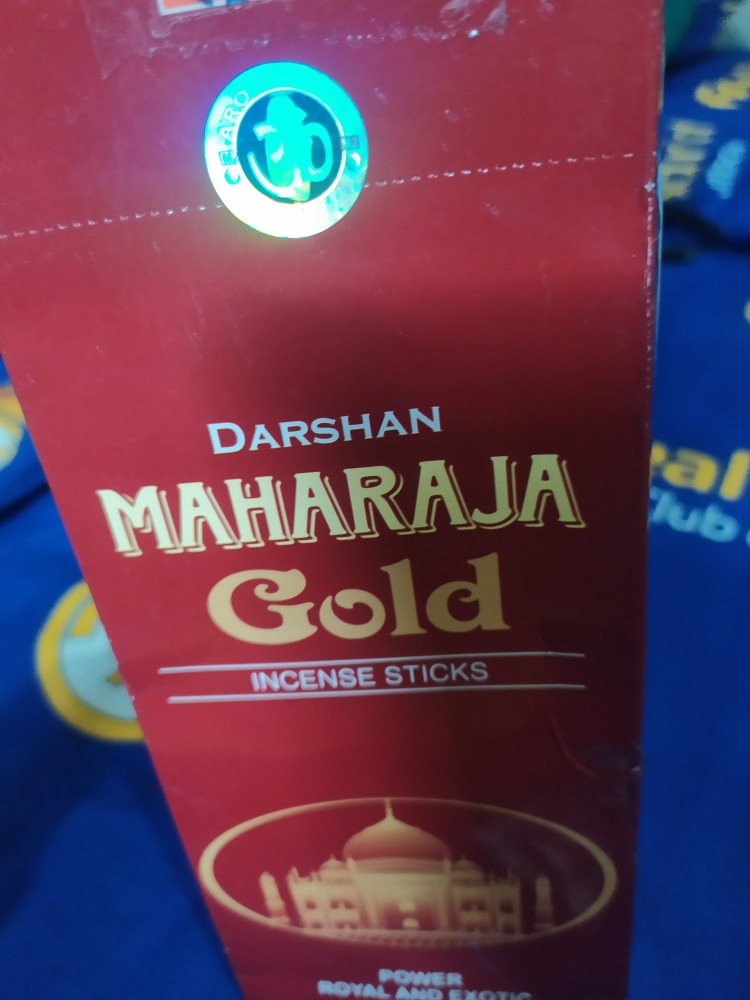 DARSHAN
MAHARAJA
Gold
INCENSE STICKS
POWER
ROYAL AND EXOTIC